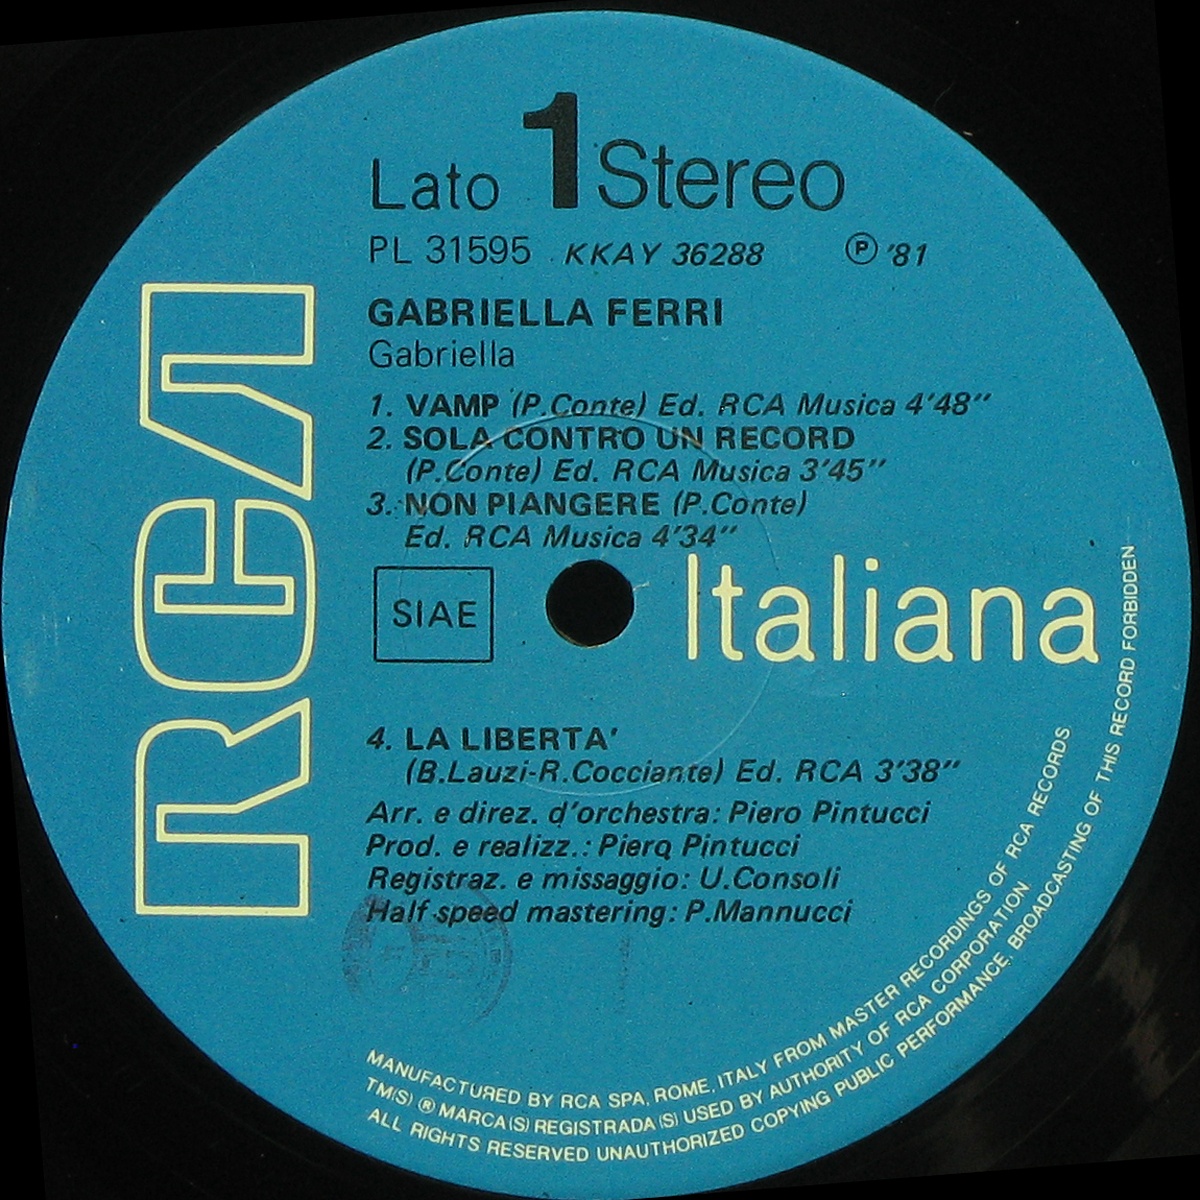 Lato 1 Stereo
PL 31595 KKAY 36288 Ⓟ '81
GABRIELLA FERRI
Gabriella
1. VAMP (P.Conte) Ed. RCA Musica 4'48"
2. SOLA CONTRO UN RECORD
(P.Conte) Ed. RCA Musica 3'45"
3. NON PIANGERE (P.Conte)
Ed. RCA Musica 4'34"
RCA
SIAE
Italiana
4. LA LIBERTA'
(B.Lauzi-R.Cocciante) Ed. RCA 3'38"
Arr. e direz. d'orchestra: Piero Pintucci
Prod. e realizz.: Piero Pintucci
Registraz. e missaggio: U.Consoli
Half speed mastering: P.Mannucci
MANUFACTURED BY RCA SPA, ROME, ITALY FROM MASTER RECORDINGS OF RCA RECORDS
TM(S) ® MARCA(S) REGISTRADA(S) USED BY AUTHORITY OF RCA CORPORATION
ALL RIGHTS RESERVED UNAUTHORIZED COPYING PUBLIC PERFORMANCE, BROADCASTING OF THIS RECORD FORBIDDEN